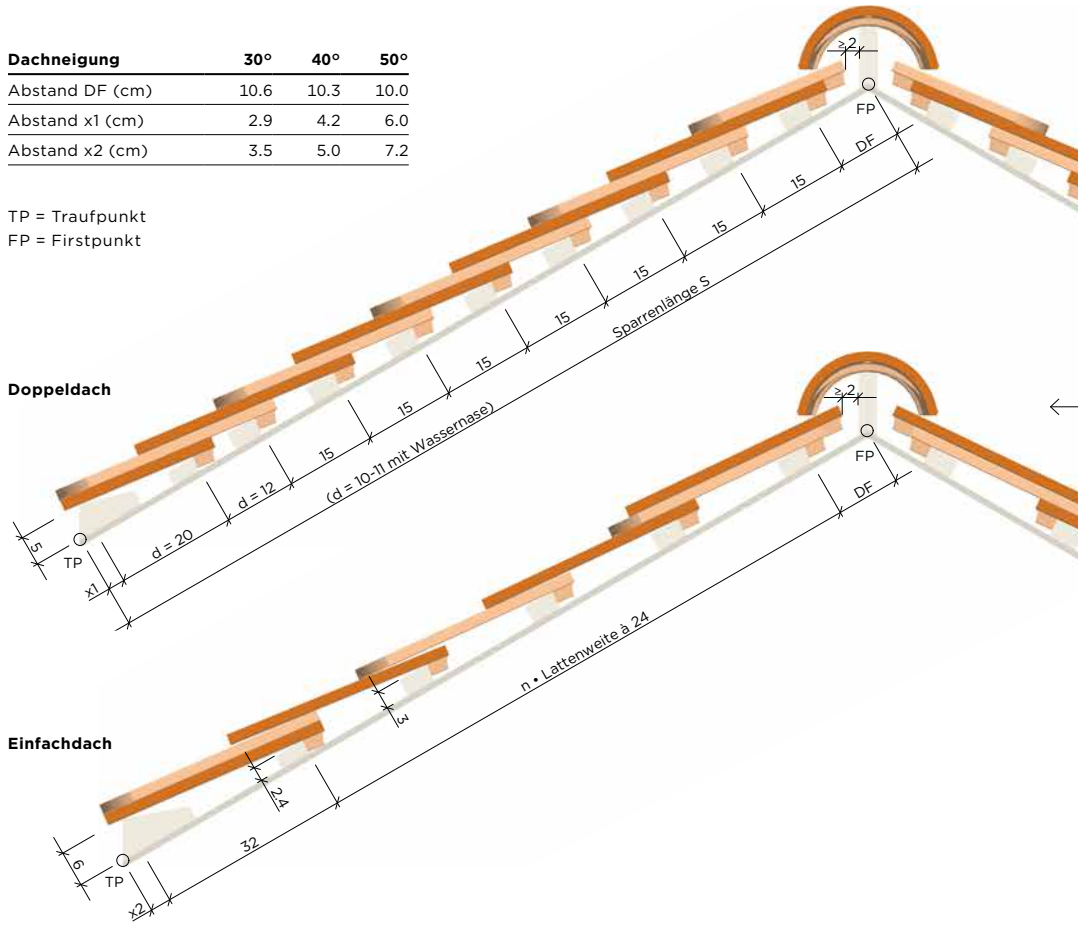 Dachneigung 30° 40° 50°
Abstand DF (cm) 10.6 10.3 10.0
Abstand x1 (cm) 2.9 4.2 6.0
Abstand x2 (cm) 3.5 5.0 7.2
TP = Traufpunkt
FP = Firstpunkt
≥ 2
FP
DF
15
15
15
15
15
15
15
d = 12
d = 20
x1
5
TP
Sparrenlänge S
(d = 10-11 mit Wassernase)
Doppeldach
≥ 2
FP
DF
n • Lattenweite à 24
3
2.4
32
x2
6
TP
Einfachdach